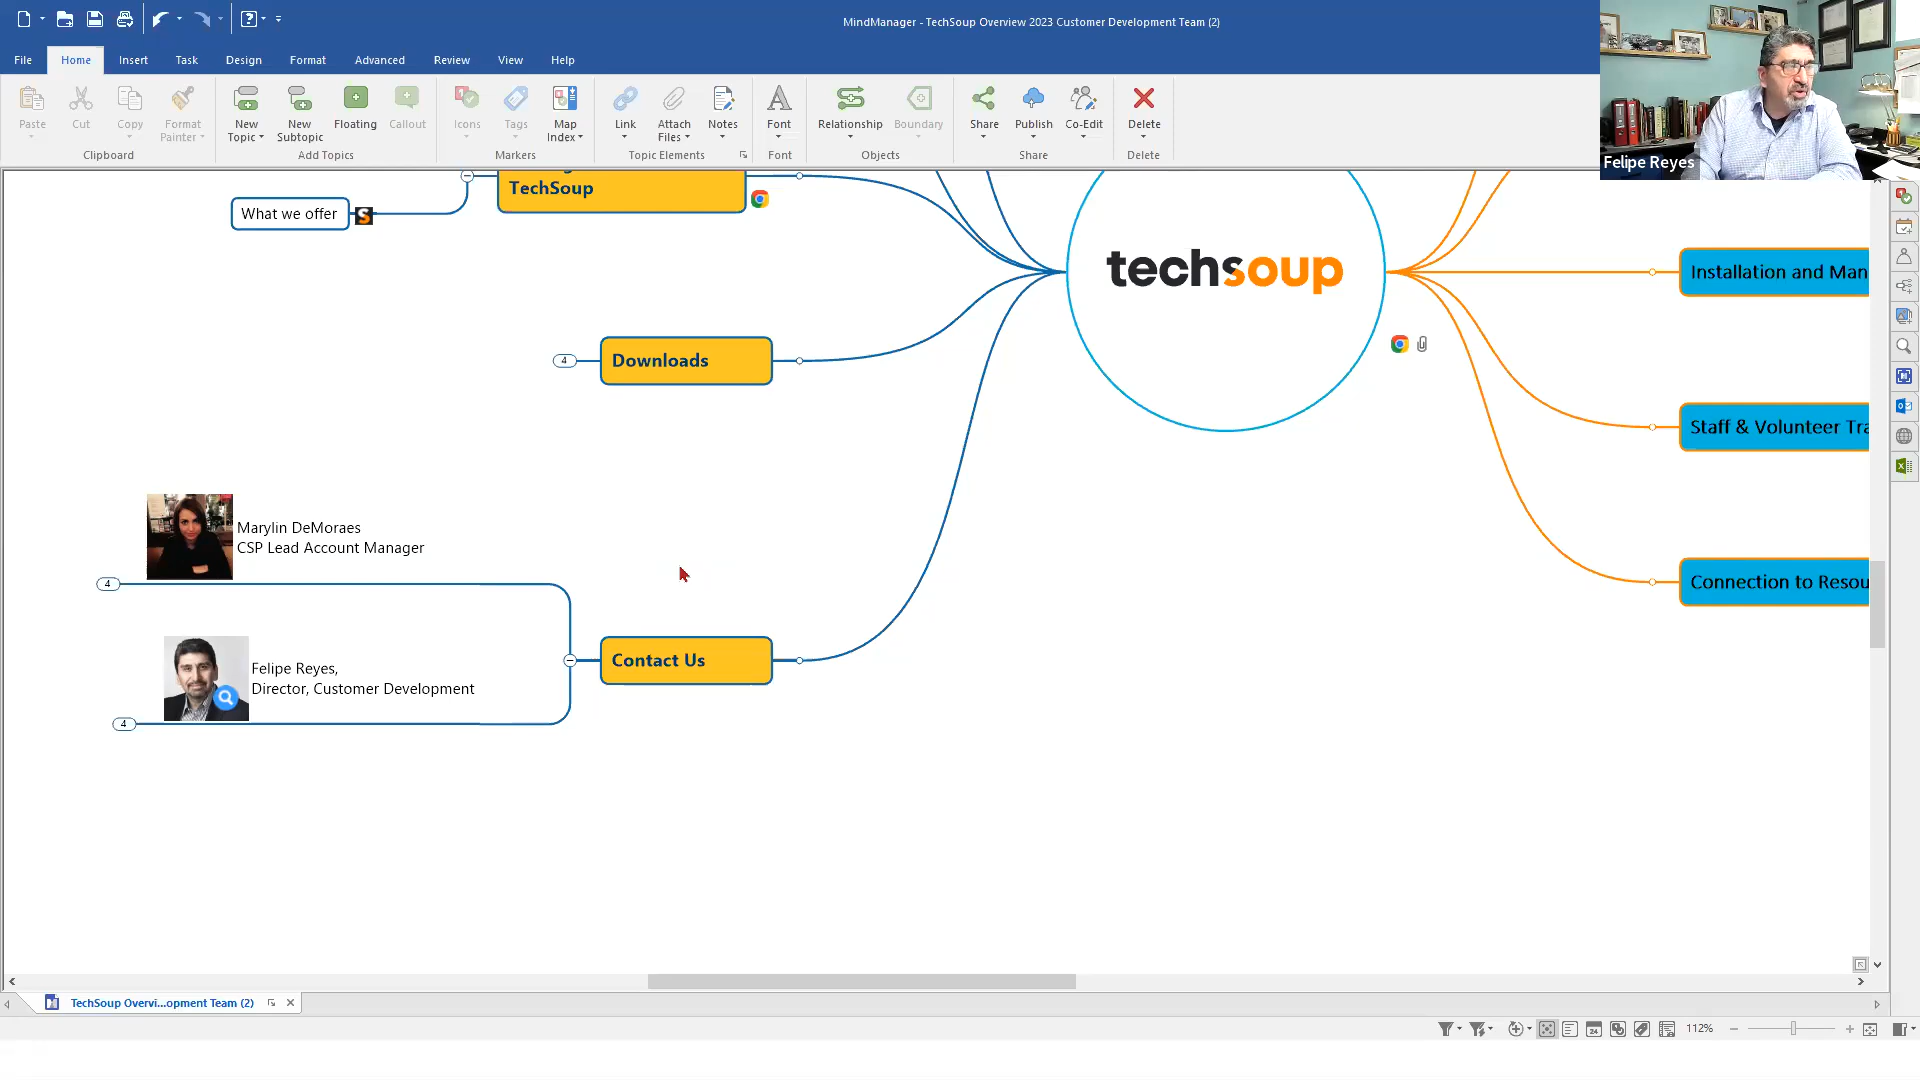 MindManager - TechSoup Overview 2023 Customer Development Team (2)
File
Home
Insert
Task
Design
Format
Advanced
Review
View
Help
Paste
Cut
Copy
Format
Painter
New
Topic
New
Subtopic
Floating
Callout
Icons
Tags
Map
Index
Link
Attach
Files
Notes
Font
Relationship
Boundary
Share
Publish
Co-Edit
Delete
Clipboard
Add Topics
Markers
Topic Elements
Font
Objects
Share
Delete
Felipe Reyes
TechSoup
What we offer
techsoup
Installation and Man
4
Downloads
Staff & Volunteer Tra
Marylin DeMoraes
CSP Lead Account Manager
4
Connection to Resou
Contact Us
Felipe Reyes,
Director, Customer Development
4
TechSoup Overvi...opment Team (2)
112%